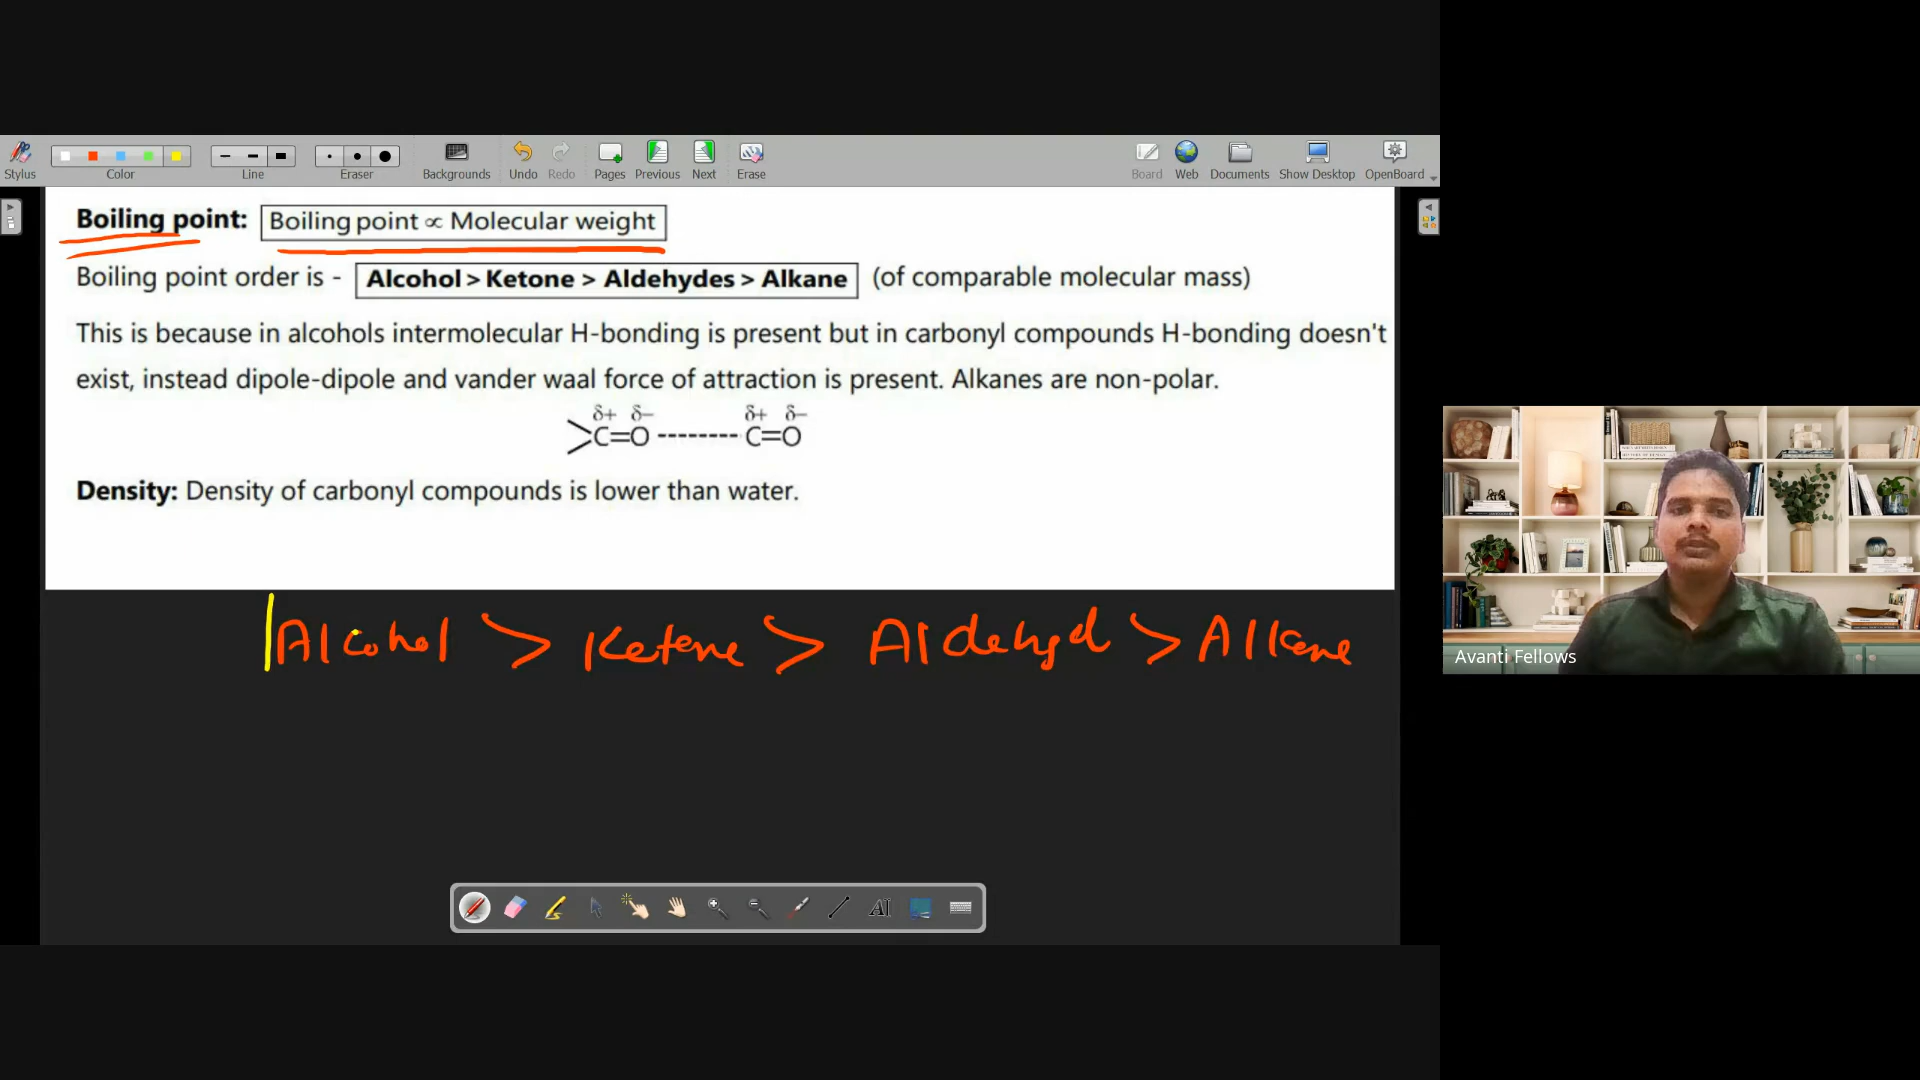 Stylus Color Line Eraser Backgrounds Undo Redo Pages Previous Next Erase Board Web Documents Show Desktop OpenBoard
Boiling point: Boiling point ∝ Molecular weight
Boiling point order is - Alcohol > Ketone > Aldehydes > Alkane (of comparable molecular mass)
This is because in alcohols intermolecular H-bonding is present but in carbonyl compounds H-bonding doesn't
exist, instead dipole-dipole and vander waal force of attraction is present. Alkanes are non-polar.
δ+ δ− δ+ δ−
>C=O -------- C=O
Density: Density of carbonyl compounds is lower than water.
Alcohol > Ketene > Aldehyd > Alkane
Avanti Fellows